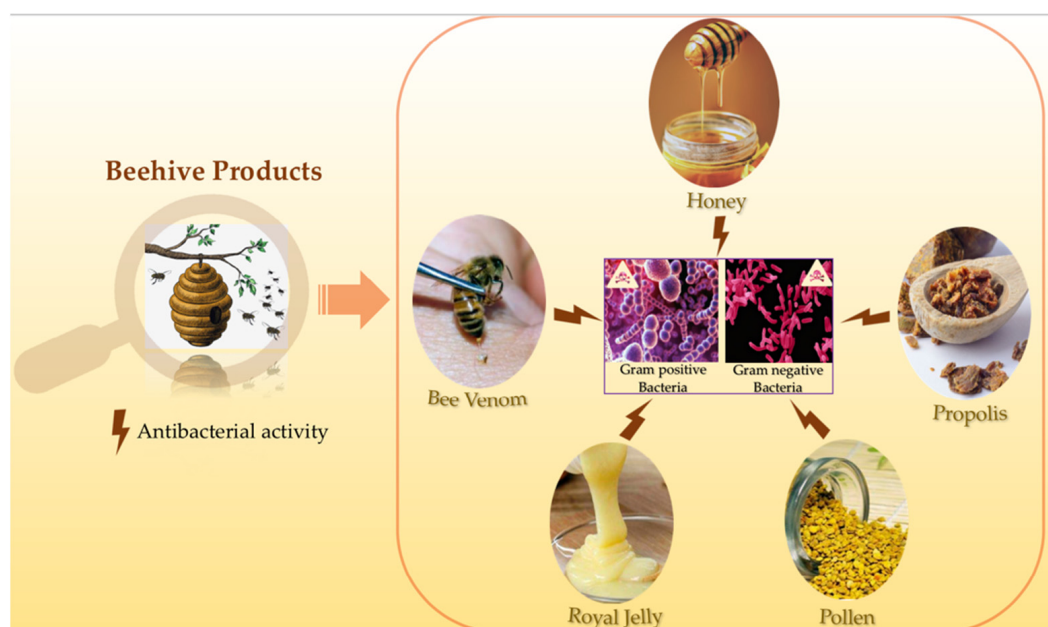 Beehive Products
Antibacterial activity
Honey
Bee Venom
Gram positive
Bacteria
Gram negative
Bacteria
Propolis
Royal Jelly
Pollen